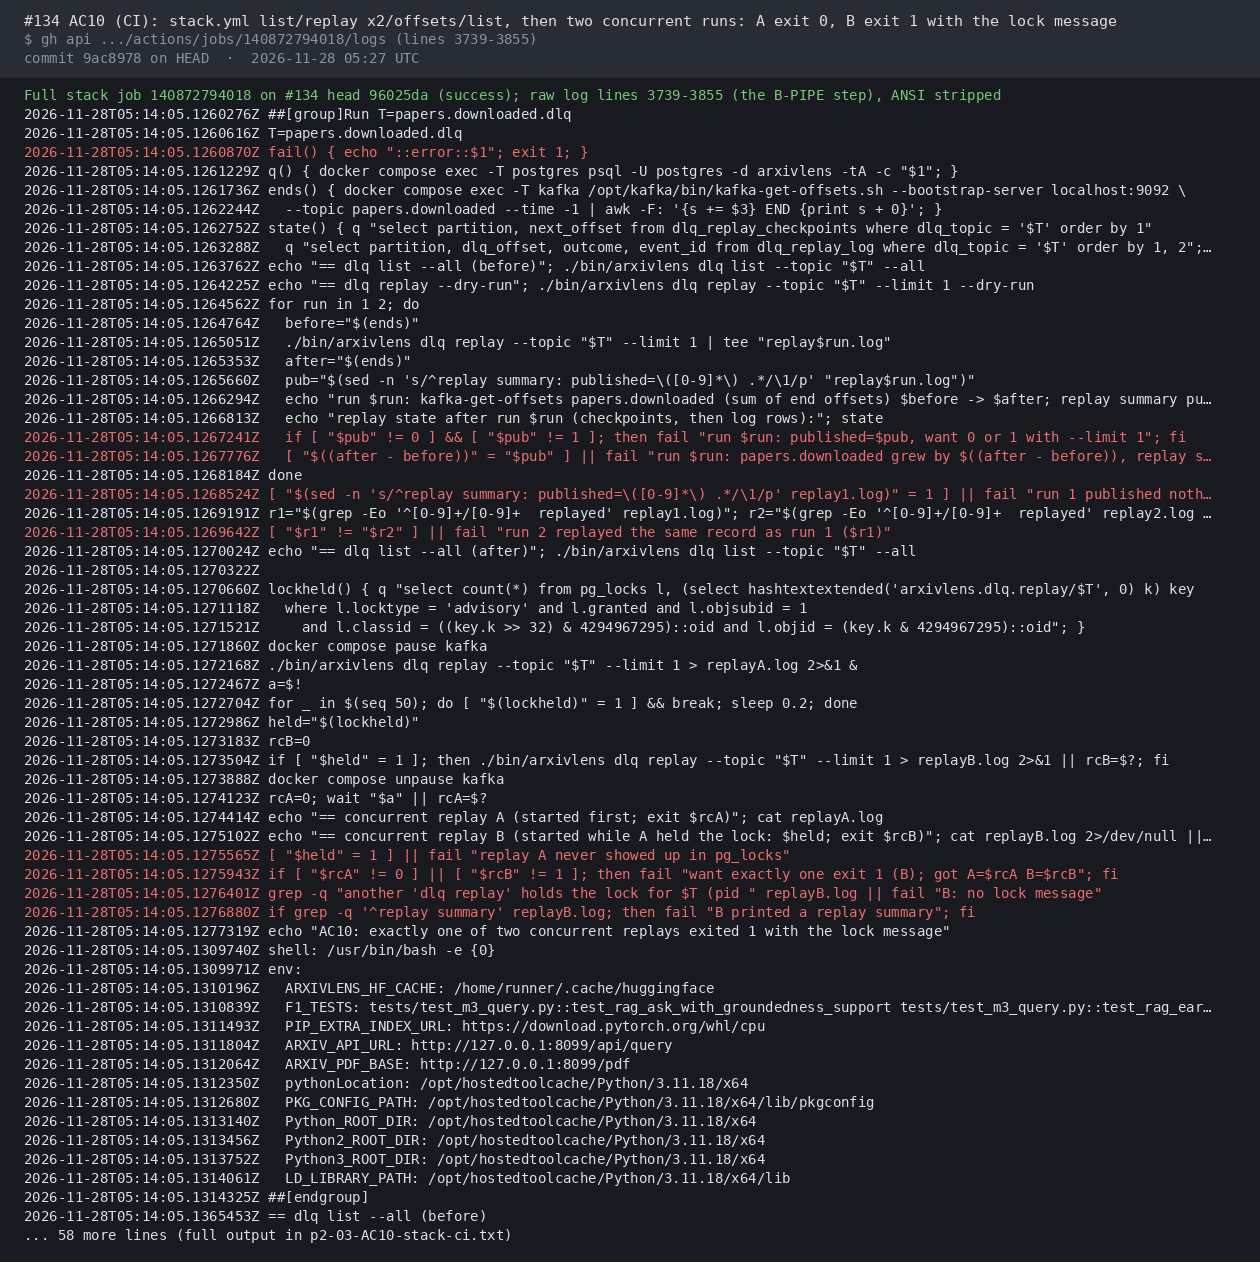 #134 AC10 (CI): stack.yml list/replay x2/offsets/list, then two concurrent runs: A exit 0, B exit 1 with the lock message
$ gh api .../actions/jobs/140872794018/logs (lines 3739-3855)
commit 9ac8978 on HEAD  ·  2026-11-28 05:27 UTC
Full stack job 140872794018 on #134 head 96025da (success); raw log lines 3739-3855 (the B-PIPE step), ANSI stripped
2026-11-28T05:14:05.1260276Z ##[group]Run T=papers.downloaded.dlq
2026-11-28T05:14:05.1260616Z T=papers.downloaded.dlq
2026-11-28T05:14:05.1260870Z fail() { echo "::error::$1"; exit 1; }
2026-11-28T05:14:05.1261229Z q() { docker compose exec -T postgres psql -U postgres -d arxivlens -tA -c "$1"; }
2026-11-28T05:14:05.1261736Z ends() { docker compose exec -T kafka /opt/kafka/bin/kafka-get-offsets.sh --bootstrap-server localhost:9092 \
2026-11-28T05:14:05.1262244Z   --topic papers.downloaded --time -1 | awk -F: '{s += $3} END {print s + 0}'; }
2026-11-28T05:14:05.1262752Z state() { q "select partition, next_offset from dlq_replay_checkpoints where dlq_topic = '$T' order by 1"
2026-11-28T05:14:05.1263288Z   q "select partition, dlq_offset, outcome, event_id from dlq_replay_log where dlq_topic = '$T' order by 1, 2";…
2026-11-28T05:14:05.1263762Z echo "== dlq list --all (before)"; ./bin/arxivlens dlq list --topic "$T" --all
2026-11-28T05:14:05.1264225Z echo "== dlq replay --dry-run"; ./bin/arxivlens dlq replay --topic "$T" --limit 1 --dry-run
2026-11-28T05:14:05.1264562Z for run in 1 2; do
2026-11-28T05:14:05.1264764Z   before="$(ends)"
2026-11-28T05:14:05.1265051Z   ./bin/arxivlens dlq replay --topic "$T" --limit 1 | tee "replay$run.log"
2026-11-28T05:14:05.1265353Z   after="$(ends)"
2026-11-28T05:14:05.1265660Z   pub="$(sed -n 's/^replay summary: published=\([0-9]*\) .*/\1/p' "replay$run.log")"
2026-11-28T05:14:05.1266294Z   echo "run $run: kafka-get-offsets papers.downloaded (sum of end offsets) $before -> $after; replay summary pu…
2026-11-28T05:14:05.1266813Z   echo "replay state after run $run (checkpoints, then log rows):"; state
2026-11-28T05:14:05.1267241Z   if [ "$pub" != 0 ] && [ "$pub" != 1 ]; then fail "run $run: published=$pub, want 0 or 1 with --limit 1"; fi
2026-11-28T05:14:05.1267776Z   [ "$((after - before))" = "$pub" ] || fail "run $run: papers.downloaded grew by $((after - before)), replay s…
2026-11-28T05:14:05.1268184Z done
2026-11-28T05:14:05.1268524Z [ "$(sed -n 's/^replay summary: published=\([0-9]*\) .*/\1/p' replay1.log)" = 1 ] || fail "run 1 published noth…
2026-11-28T05:14:05.1269191Z r1="$(grep -Eo '^[0-9]+/[0-9]+  replayed' replay1.log)"; r2="$(grep -Eo '^[0-9]+/[0-9]+  replayed' replay2.log …
2026-11-28T05:14:05.1269642Z [ "$r1" != "$r2" ] || fail "run 2 replayed the same record as run 1 ($r1)"
2026-11-28T05:14:05.1270024Z echo "== dlq list --all (after)"; ./bin/arxivlens dlq list --topic "$T" --all
2026-11-28T05:14:05.1270322Z
2026-11-28T05:14:05.1270660Z lockheld() { q "select count(*) from pg_locks l, (select hashtextextended('arxivlens.dlq.replay/$T', 0) k) key
2026-11-28T05:14:05.1271118Z   where l.locktype = 'advisory' and l.granted and l.objsubid = 1
2026-11-28T05:14:05.1271521Z     and l.classid = ((key.k >> 32) & 4294967295)::oid and l.objid = (key.k & 4294967295)::oid"; }
2026-11-28T05:14:05.1271860Z docker compose pause kafka
2026-11-28T05:14:05.1272168Z ./bin/arxivlens dlq replay --topic "$T" --limit 1 > replayA.log 2>&1 &
2026-11-28T05:14:05.1272467Z a=$!
2026-11-28T05:14:05.1272704Z for _ in $(seq 50); do [ "$(lockheld)" = 1 ] && break; sleep 0.2; done
2026-11-28T05:14:05.1272986Z held="$(lockheld)"
2026-11-28T05:14:05.1273183Z rcB=0
2026-11-28T05:14:05.1273504Z if [ "$held" = 1 ]; then ./bin/arxivlens dlq replay --topic "$T" --limit 1 > replayB.log 2>&1 || rcB=$?; fi
2026-11-28T05:14:05.1273888Z docker compose unpause kafka
2026-11-28T05:14:05.1274123Z rcA=0; wait "$a" || rcA=$?
2026-11-28T05:14:05.1274414Z echo "== concurrent replay A (started first; exit $rcA)"; cat replayA.log
2026-11-28T05:14:05.1275102Z echo "== concurrent replay B (started while A held the lock: $held; exit $rcB)"; cat replayB.log 2>/dev/null ||…
2026-11-28T05:14:05.1275565Z [ "$held" = 1 ] || fail "replay A never showed up in pg_locks"
2026-11-28T05:14:05.1275943Z if [ "$rcA" != 0 ] || [ "$rcB" != 1 ]; then fail "want exactly one exit 1 (B); got A=$rcA B=$rcB"; fi
2026-11-28T05:14:05.1276401Z grep -q "another 'dlq replay' holds the lock for $T (pid " replayB.log || fail "B: no lock message"
2026-11-28T05:14:05.1276880Z if grep -q '^replay summary' replayB.log; then fail "B printed a replay summary"; fi
2026-11-28T05:14:05.1277319Z echo "AC10: exactly one of two concurrent replays exited 1 with the lock message"
2026-11-28T05:14:05.1309740Z shell: /usr/bin/bash -e {0}
2026-11-28T05:14:05.1309971Z env:
2026-11-28T05:14:05.1310196Z   ARXIVLENS_HF_CACHE: /home/runner/.cache/huggingface
2026-11-28T05:14:05.1310839Z   F1_TESTS: tests/test_m3_query.py::test_rag_ask_with_groundedness_support tests/test_m3_query.py::test_rag_ear…
2026-11-28T05:14:05.1311493Z   PIP_EXTRA_INDEX_URL: https://download.pytorch.org/whl/cpu
2026-11-28T05:14:05.1311804Z   ARXIV_API_URL: http://127.0.0.1:8099/api/query
2026-11-28T05:14:05.1312064Z   ARXIV_PDF_BASE: http://127.0.0.1:8099/pdf
2026-11-28T05:14:05.1312350Z   pythonLocation: /opt/hostedtoolcache/Python/3.11.18/x64
2026-11-28T05:14:05.1312680Z   PKG_CONFIG_PATH: /opt/hostedtoolcache/Python/3.11.18/x64/lib/pkgconfig
2026-11-28T05:14:05.1313140Z   Python_ROOT_DIR: /opt/hostedtoolcache/Python/3.11.18/x64
2026-11-28T05:14:05.1313456Z   Python2_ROOT_DIR: /opt/hostedtoolcache/Python/3.11.18/x64
2026-11-28T05:14:05.1313752Z   Python3_ROOT_DIR: /opt/hostedtoolcache/Python/3.11.18/x64
2026-11-28T05:14:05.1314061Z   LD_LIBRARY_PATH: /opt/hostedtoolcache/Python/3.11.18/x64/lib
2026-11-28T05:14:05.1314325Z ##[endgroup]
2026-11-28T05:14:05.1365453Z == dlq list --all (before)
... 58 more lines (full output in p2-03-AC10-stack-ci.txt)